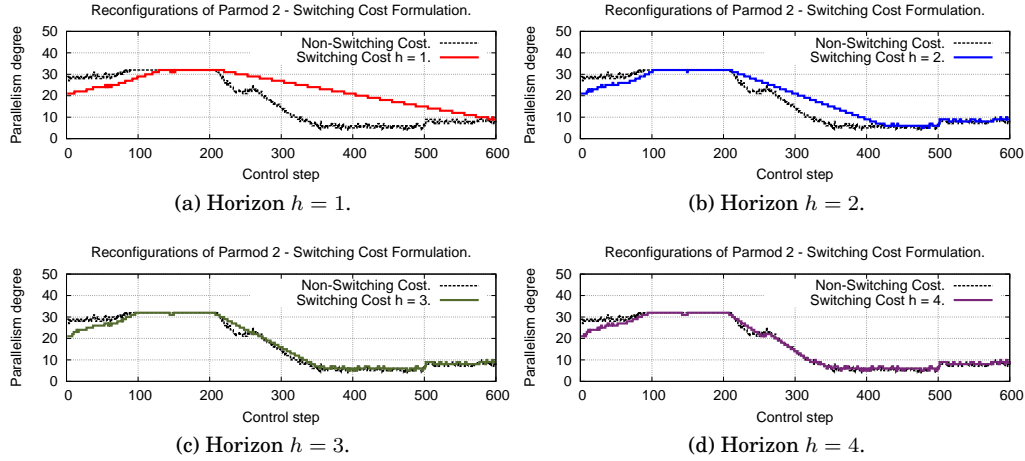 Reconfigurations of Parmod 2 - Switching Cost Formulation.
Parallelism degree
50
40
30
20
10
0
Non-Switching Cost.
Switching Cost h = 1.
0 100 200 300 400 500 600
Control step
(a) Horizon h = 1.
Reconfigurations of Parmod 2 - Switching Cost Formulation.
Parallelism degree
50
40
30
20
10
0
Non-Switching Cost.
Switching Cost h = 2.
0 100 200 300 400 500 600
Control step
(b) Horizon h = 2.
Reconfigurations of Parmod 2 - Switching Cost Formulation.
Parallelism degree
50
40
30
20
10
0
Non-Switching Cost.
Switching Cost h = 3.
0 100 200 300 400 500 600
Control step
(c) Horizon h = 3.
Reconfigurations of Parmod 2 - Switching Cost Formulation.
Parallelism degree
50
40
30
20
10
0
Non-Switching Cost.
Switching Cost h = 4.
0 100 200 300 400 500 600
Control step
(d) Horizon h = 4.